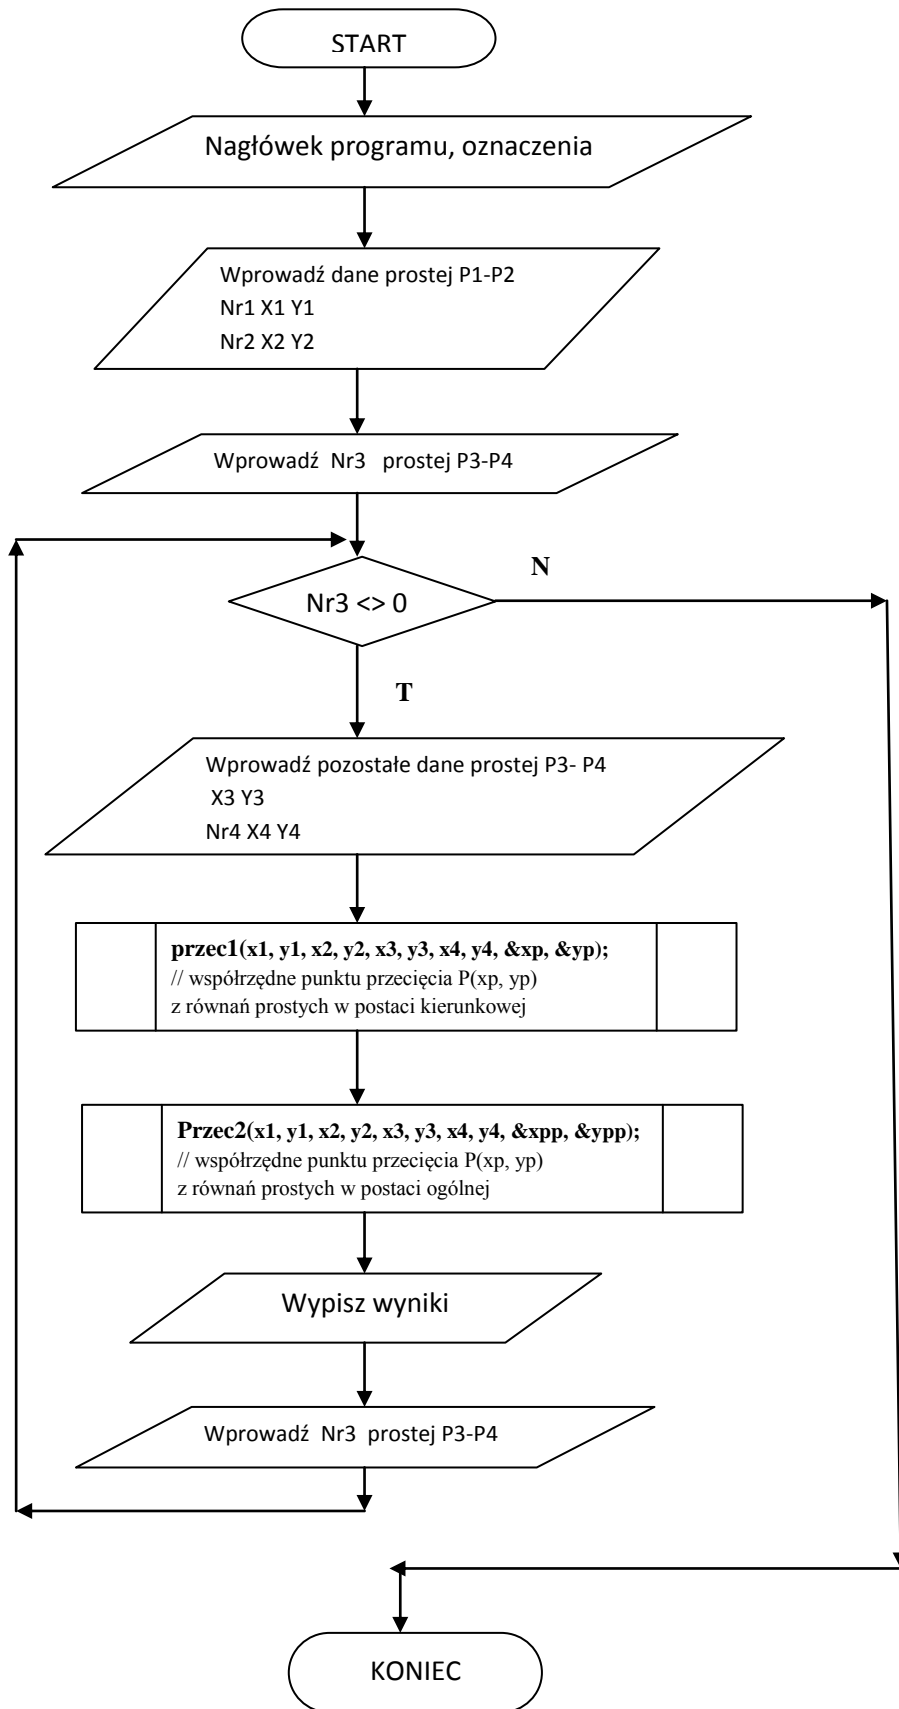 START
Nagłówek programu, oznaczenia
Wprowadź dane prostej P1-P2
Nr1 X1 Y1
Nr2 X2 Y2
Wprowadź Nr3 prostej P3-P4
Nr3 <> 0
N
T
Wprowadź pozostałe dane prostej P3- P4
X3 Y3
Nr4 X4 Y4
przec1(x1, y1, x2, y2, x3, y3, x4, y4, &xp, &yp);
// współrzędne punktu przecięcia P(xp, yp)
z równań prostych w postaci kierunkowej
Przec2(x1, y1, x2, y2, x3, y3, x4, y4, &xpp, &ypp);
// współrzędne punktu przecięcia P(xp, yp)
z równań prostych w postaci ogólnej
Wypisz wyniki
Wprowadź Nr3 prostej P3-P4
KONIEC